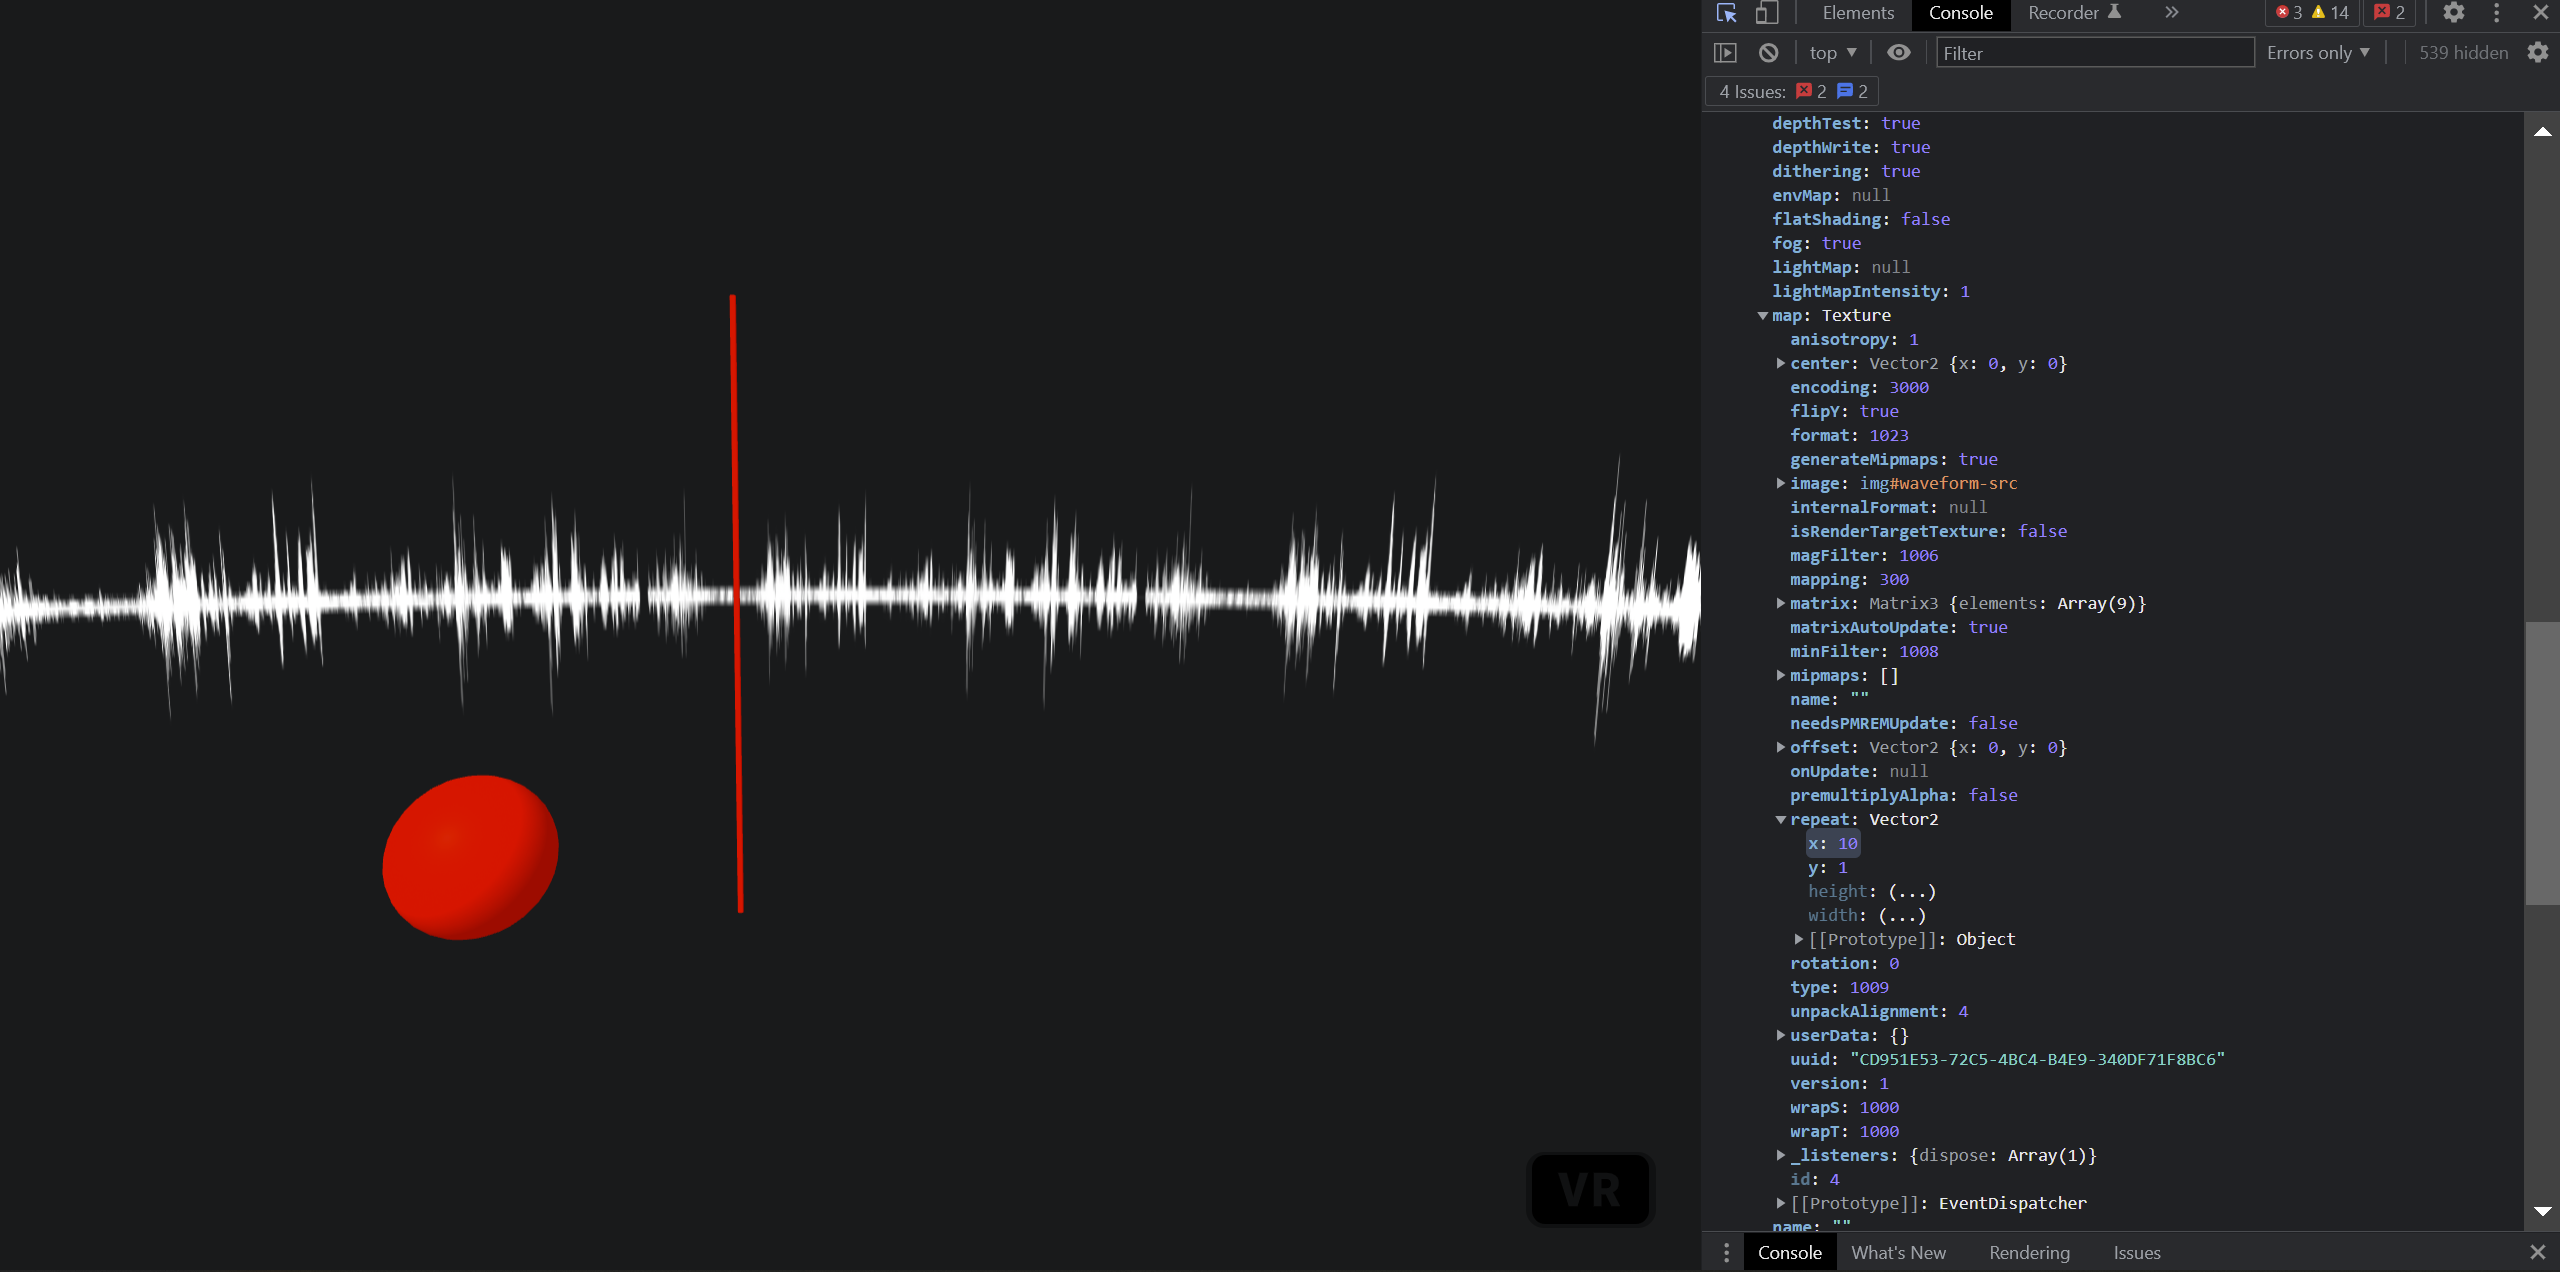 VR
Elements Console Recorder 3 14 2
top Filter Errors only 539 hidden
4 Issues: 2 2
depthTest: true
depthWrite: true
dithering: true
envMap: null
flatShading: false
fog: true
lightMap: null
lightMapIntensity: 1
map: Texture
anisotropy: 1
center: Vector2 {x: 0, y: 0}
encoding: 3000
flipY: true
format: 1023
generateMipmaps: true
image: img#waveform-src
internalFormat: null
isRenderTargetTexture: false
magFilter: 1006
mapping: 300
matrix: Matrix3 {elements: Array(9)}
matrixAutoUpdate: true
minFilter: 1008
mipmaps: []
name: ""
needsPMREMUpdate: false
offset: Vector2 {x: 0, y: 0}
onUpdate: null
premultiplyAlpha: false
repeat: Vector2
x: 10
y: 1
height: (...)
width: (...)
[[Prototype]]: Object
rotation: 0
type: 1009
unpackAlignment: 4
userData: {}
uuid: "CD951E53-72C5-4BC4-B4E9-340DF71F8BC6"
version: 1
wrapS: 1000
wrapT: 1000
_listeners: {dispose: Array(1)}
id: 4
[[Prototype]]: EventDispatcher
name: ""
Console What's New Rendering Issues